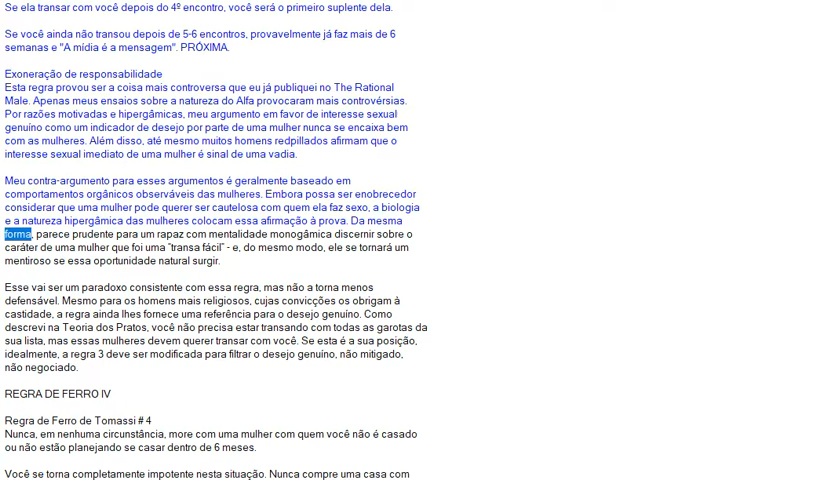 Se ela transar com você depois do 4º encontro, você será o primeiro suplente dela.
Se você ainda não transou depois de 5-6 encontros, provavelmente já faz mais de 6
semanas e "A mídia é a mensagem". PRÓXIMA.
Exoneração de responsabilidade
Esta regra provou ser a coisa mais controversa que eu já publiquei no The Rational
Male. Apenas meus ensaios sobre a natureza do Alfa provocaram mais controvérsias.
Por razões motivadas e hipergâmicas, meu argumento em favor de interesse sexual
genuíno como um indicador de desejo por parte de uma mulher nunca se encaixa bem
com as mulheres. Além disso, até mesmo muitos homens redpillados afirmam que o
interesse sexual imediato de uma mulher é sinal de uma vadia.
Meu contra-argumento para esses argumentos é geralmente baseado em
comportamentos orgânicos observáveis das mulheres. Embora possa ser enobrecedor
considerar que uma mulher pode querer ser cautelosa com quem ela faz sexo, a biologia
e a natureza hipergâmica das mulheres colocam essa afirmação à prova. Da mesma
forma, parece prudente para um rapaz com mentalidade monogâmica discernir sobre o
caráter de uma mulher que foi uma "transa fácil" - e, do mesmo modo, ele se tornará um
mentiroso se essa oportunidade natural surgir.
Esse vai ser um paradoxo consistente com essa regra, mas não a torna menos
defensável. Mesmo para os homens mais religiosos, cujas convicções os obrigam à
castidade, a regra ainda lhes fornece uma referência para o desejo genuíno. Como
descrevi na Teoria dos Pratos, você não precisa estar transando com todas as garotas da
sua lista, mas essas mulheres devem querer transar com você. Se esta é a sua posição,
idealmente, a regra 3 deve ser modificada para filtrar o desejo genuíno, não mitigado,
não negociado.
REGRA DE FERRO IV
Regra de Ferro de Tomassi # 4
Nunca, em nenhuma circunstância, more com uma mulher com quem você não é casado
ou não estão planejando se casar dentro de 6 meses.
Você se torna completamente impotente nesta situação. Nunca compre uma casa com